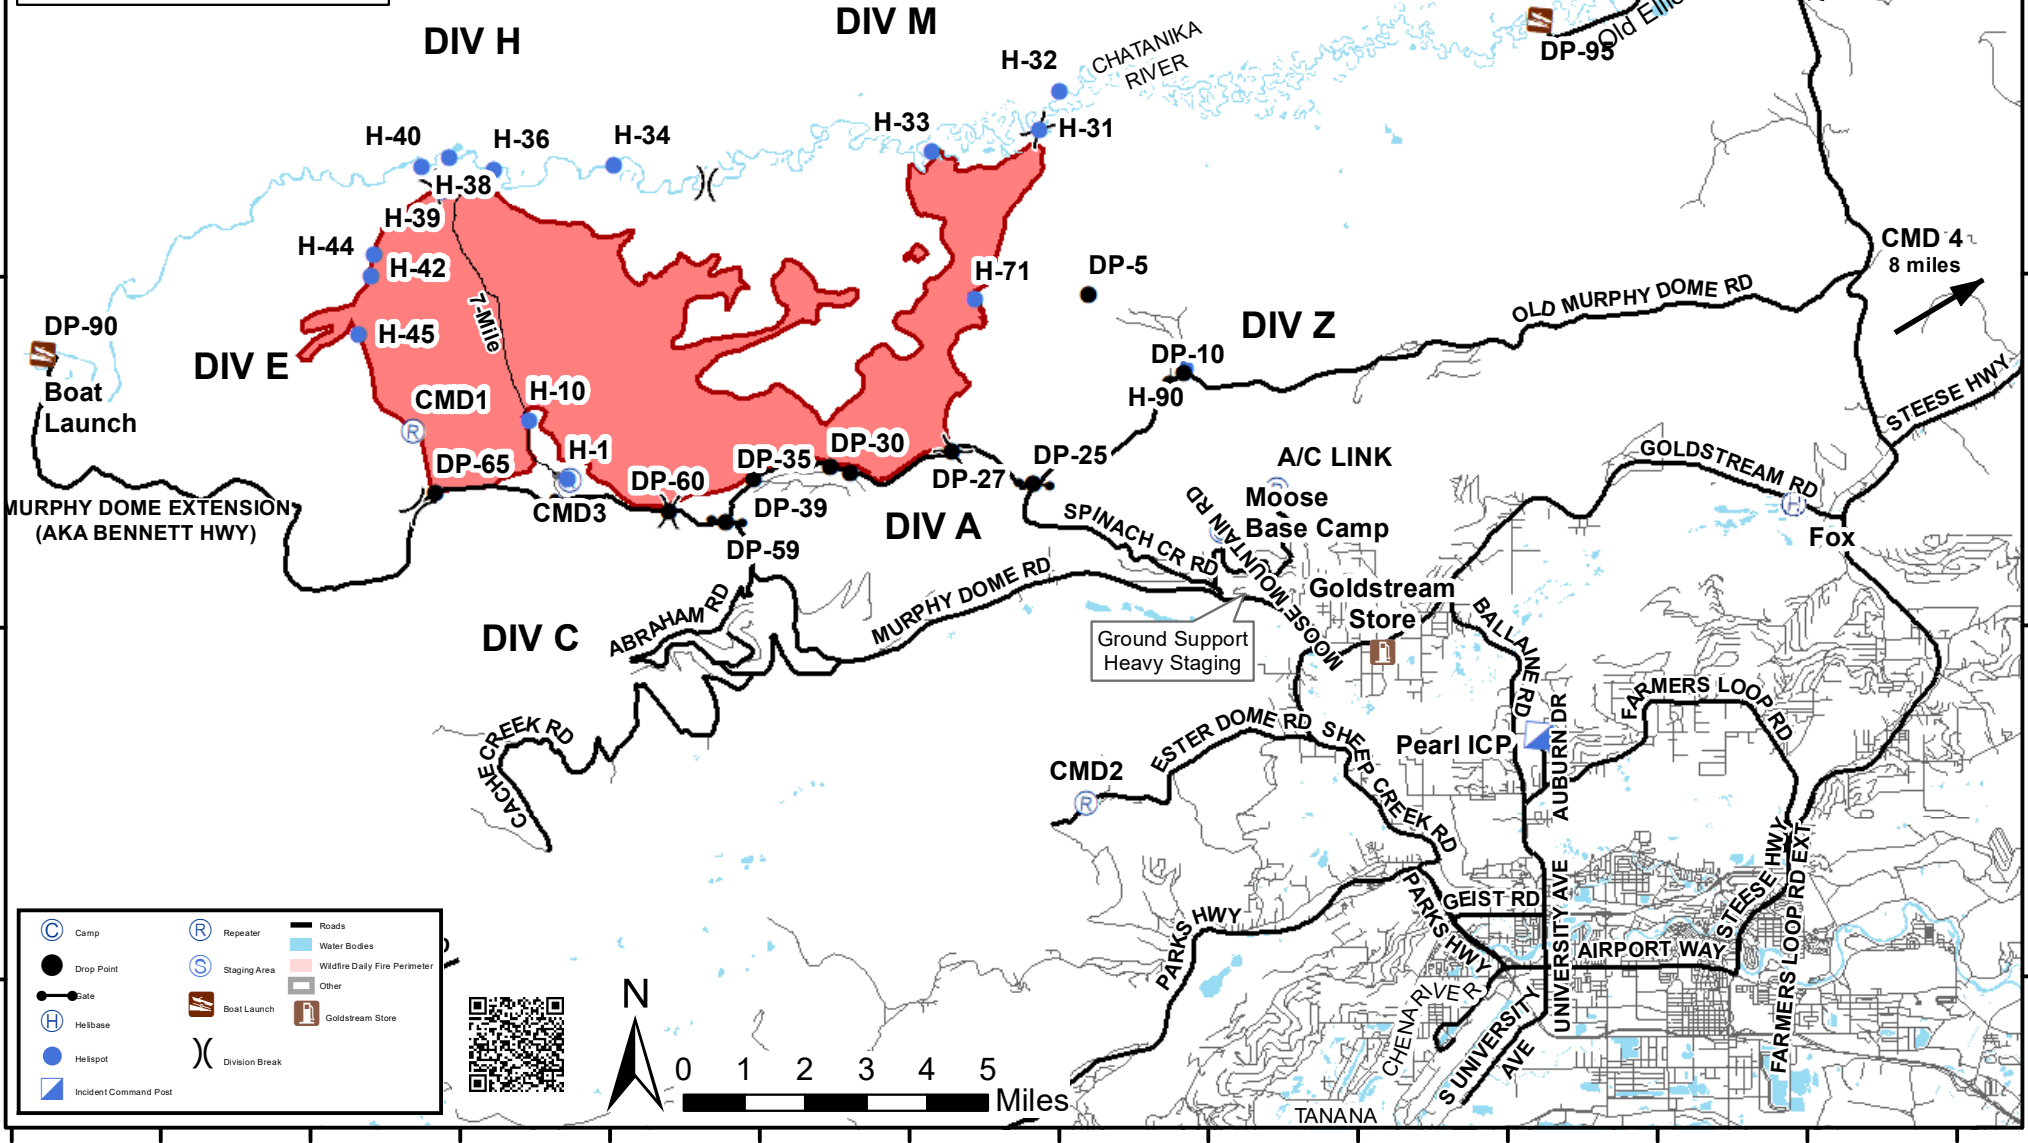 DIV H
DIV M
CHATANIKA
RIVER
Old Ellio
DP-95
H-32
H-31
H-33
H-34
H-36
H-40
H-38
H-39
H-44
H-42
H-45
H-71
DP-5
CMD 4
8 miles
OLD MURPHY DOME RD
DIV Z
DP-10
H-90
DP-90
Boat
Launch
DIV E
7-Mile
CMD1
R
H-10
H-1
STEESE HWY
GOLDSTREAM RD
H
Fox
DP-65
CMD3
DP-60
DP-35
DP-30
DP-39
DP-59
DP-27
DP-25
DIV A
A/C LINK
Moose
Base Camp
MOOSE MOUNTAIN RD
SPINACH CR RD
MURPHY DOME EXTENSION
(AKA BENNETT HWY)
MURPHY DOME RD
ABRAHAM RD
DIV C
CACHE CREEK RD
Goldstream
Store
Ground Support
Heavy Staging
BALLAINE RD
AUBURN DR
FARMERS LOOP RD
Pearl ICP
ESTER DOME RD
SHEEP CREEK RD
CMD2
R
PARKS HWY
PARKS HWY
GEIST RD
UNIVERSITY AVE
AIRPORT WAY
STEESE HWY
FARMERS LOOP RD EXT
CHENA RIVER
S UNIVERSITY
AVE
TANANA
C Camp
Drop Point
Gate
H Helibase
Helispot
Incident Command Post
R Repeater
S Staging Area
Boat Launch
Division Break
Roads
Water Bodies
Wildfire Daily Fire Perimeter
Other
Goldstream Store
N
0 1 2 3 4 5
Miles